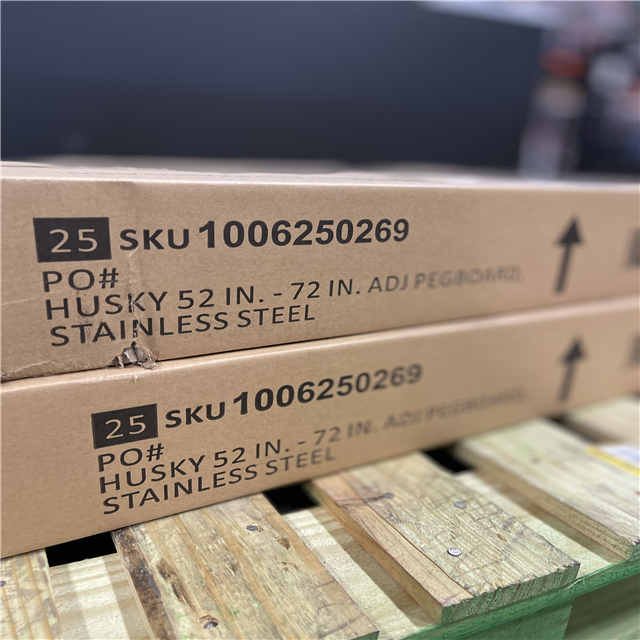 25 SKU 1006250269
PO#
HUSKY 52 IN. - 72 IN. ADJ PEGBOARD,
STAINLESS STEEL
25 SKU 1006250269
PO#
HUSKY 52 IN. - 72 IN. ADJ PEGBOARD,
STAINLESS STEEL